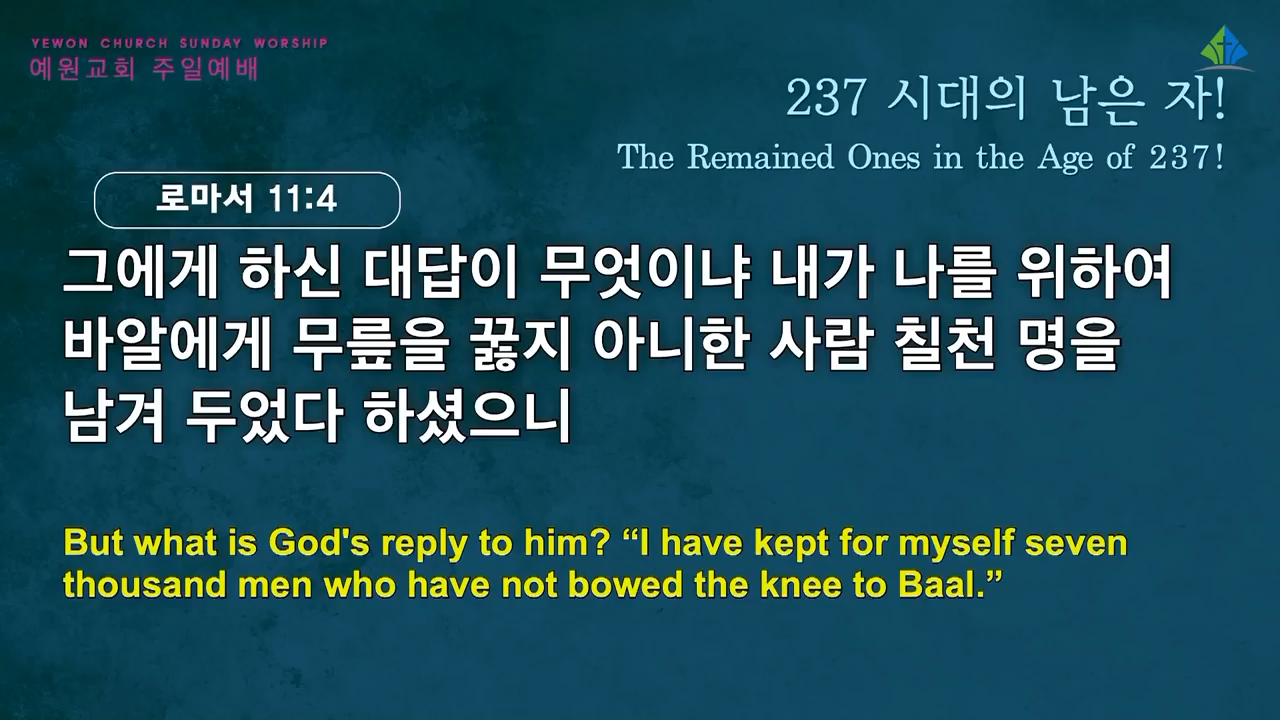 YEWON CHURCH SUNDAY WORSHIP
예원교회 주일예배
237 시대의 남은 자!
The Remained Ones in the Age of 237!
로마서 11:4
그에게 하신 대답이 무엇이냐 내가 나를 위하여
바알에게 무릎을 꿇지 아니한 사람 칠천 명을
남겨 두었다 하셨으니
But what is God's reply to him? “I have kept for myself seven
thousand men who have not bowed the knee to Baal.”